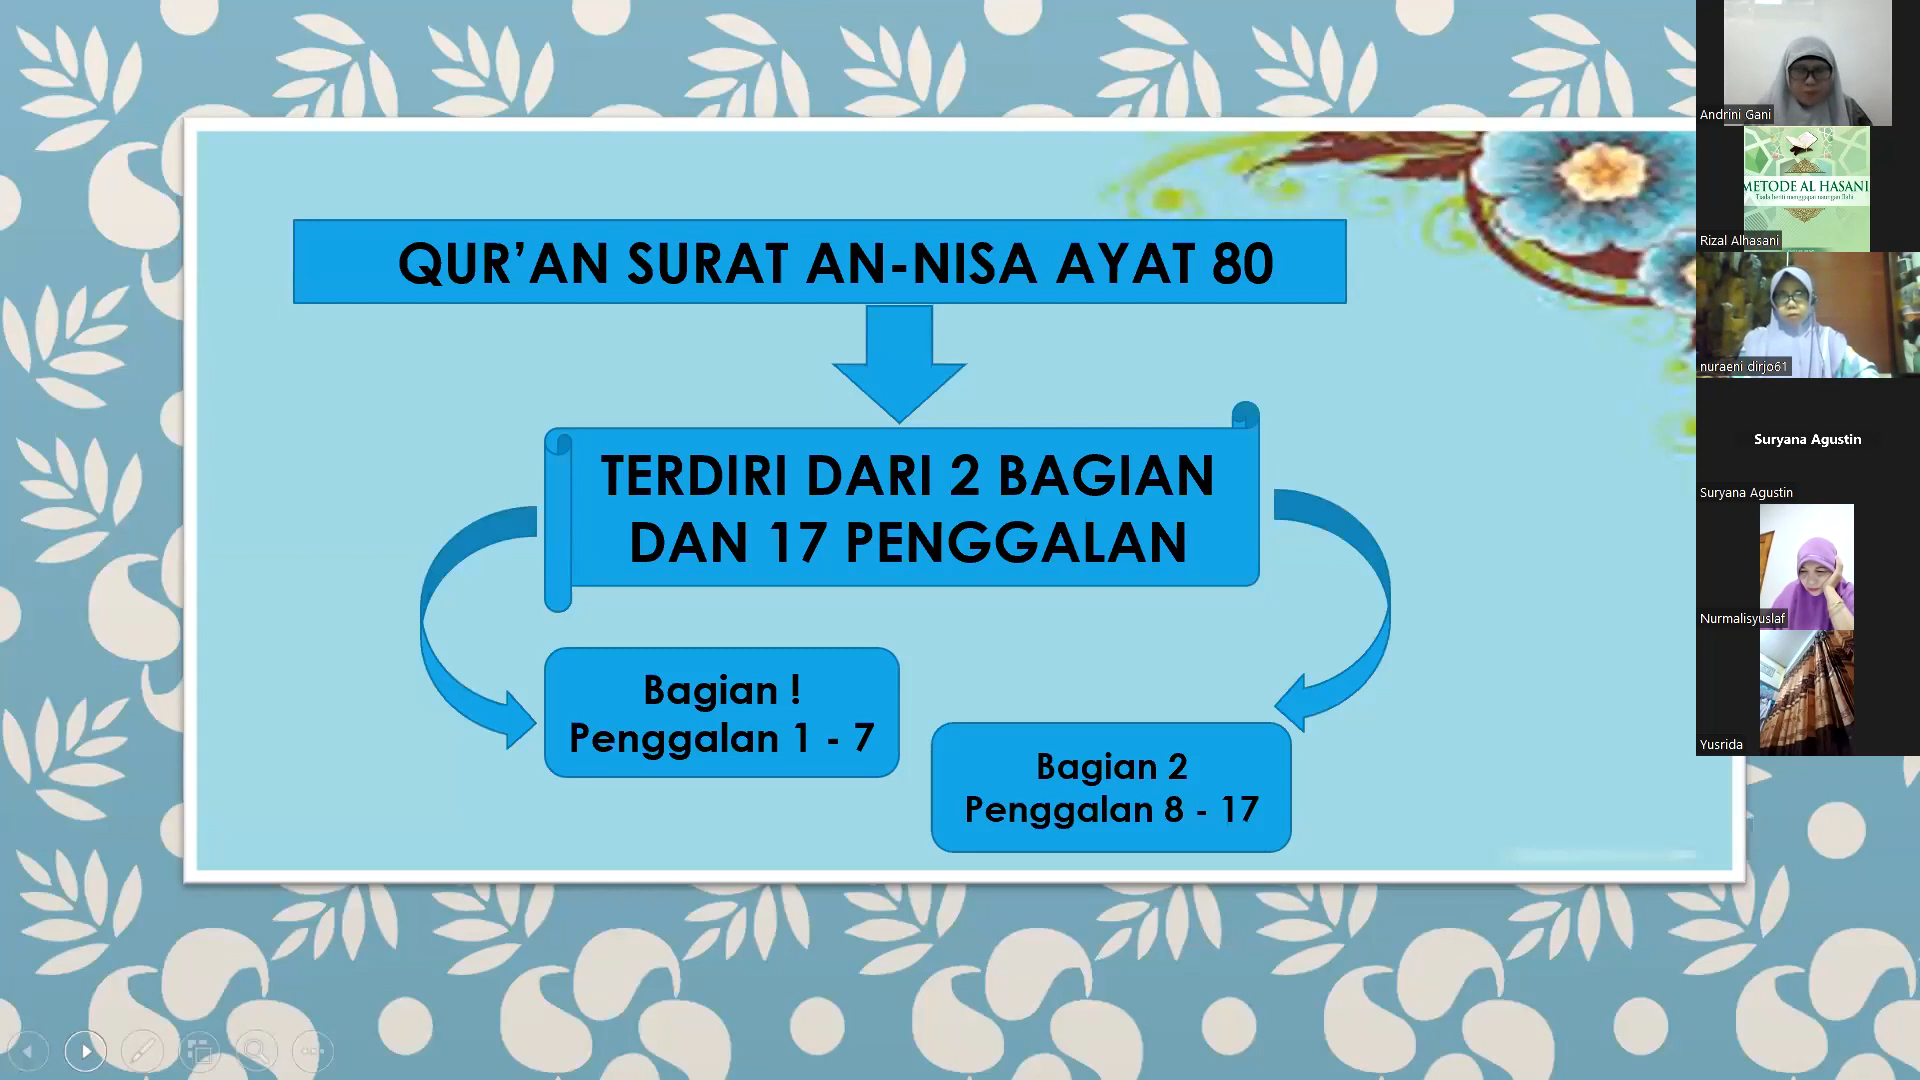 QUR’AN SURAT AN-NISA AYAT 80
TERDIRI DARI 2 BAGIAN
DAN 17 PENGGALAN
Bagian !
Penggalan 1 - 7
Bagian 2
Penggalan 8 - 17
Andrini Gani
METODE AL HASANI
Rizal Alhasani
nuraeni dirjo61
Suryana Agustin
Suryana Agustin
Nurmalisyuslaf
Yusrida